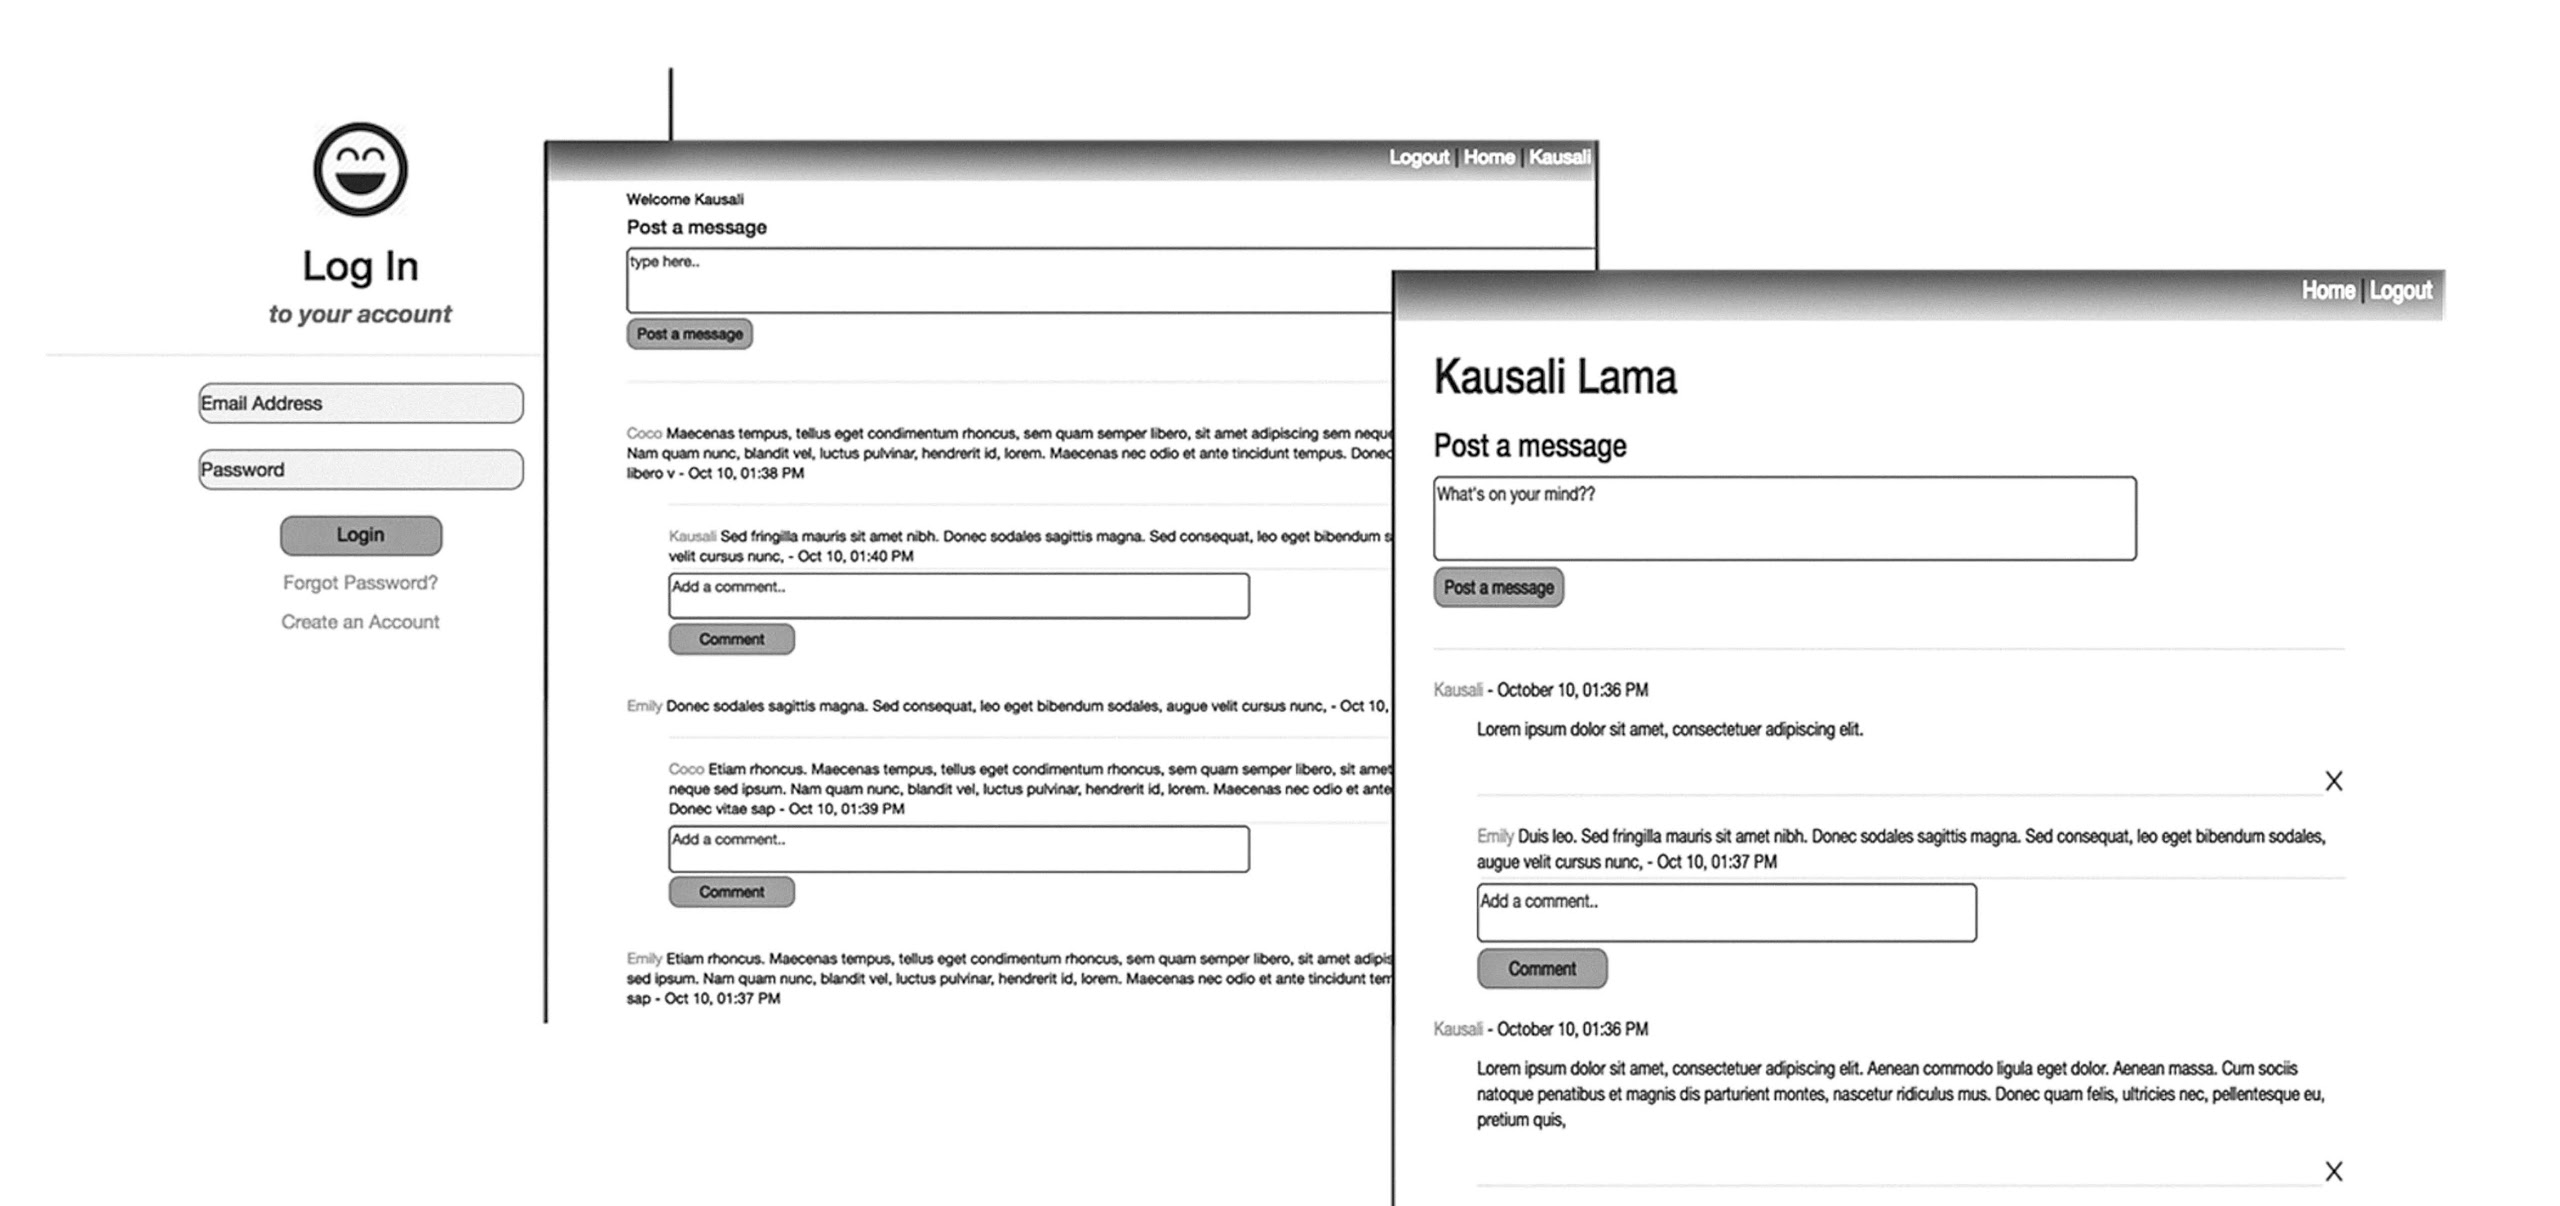 Log In
to your account
Email Address
Password
Login
Forgot Password?
Create an Account
Logout | Home | Kausali
Welcome Kausali
Post a message
type here..
Post a message
Coco Maecenas tempus, tellus eget condimentum rhoncus, sem quam semper libero, sit amet adipiscing sem neque
Nam quam nunc, blandit vel, luctus pulvinar, hendrerit id, lorem. Maecenas nec odio et ante tincidunt tempus. Donec
libero v - Oct 10, 01:38 PM
Kausali Sed fringilla mauris sit amet nibh. Donec sodales sagittis magna. Sed consequat, leo eget bibendum s
velit cursus nunc, - Oct 10, 01:40 PM
Add a comment..
Comment
Emily Donec sodales sagittis magna. Sed consequat, leo eget bibendum sodales, augue velit cursus nunc, - Oct 10,
Coco Etiam rhoncus. Maecenas tempus, tellus eget condimentum rhoncus, sem quam semper libero, sit amet
neque sed ipsum. Nam quam nunc, blandit vel, luctus pulvinar, hendrerit id, lorem. Maecenas nec odio et ante
Donec vitae sap - Oct 10, 01:39 PM
Add a comment..
Comment
Emily Etiam rhoncus. Maecenas tempus, tellus eget condimentum rhoncus, sem quam semper libero, sit amet adipis
sed ipsum. Nam quam nunc, blandit vel, luctus pulvinar, hendrerit id, lorem. Maecenas nec odio et ante tincidunt tem
sap - Oct 10, 01:37 PM
Home | Logout
Kausali Lama
Post a message
What's on your mind??
Post a message
Kausali - October 10, 01:36 PM
Lorem ipsum dolor sit amet, consectetuer adipiscing elit.
X
Emily Duis leo. Sed fringilla mauris sit amet nibh. Donec sodales sagittis magna. Sed consequat, leo eget bibendum sodales,
augue velit cursus nunc, - Oct 10, 01:37 PM
Add a comment..
Comment
Kausali - October 10, 01:36 PM
Lorem ipsum dolor sit amet, consectetuer adipiscing elit. Aenean commodo ligula eget dolor. Aenean massa. Cum sociis
natoque penatibus et magnis dis parturient montes, nascetur ridiculus mus. Donec quam felis, ultricies nec, pellentesque eu,
pretium quis,
X